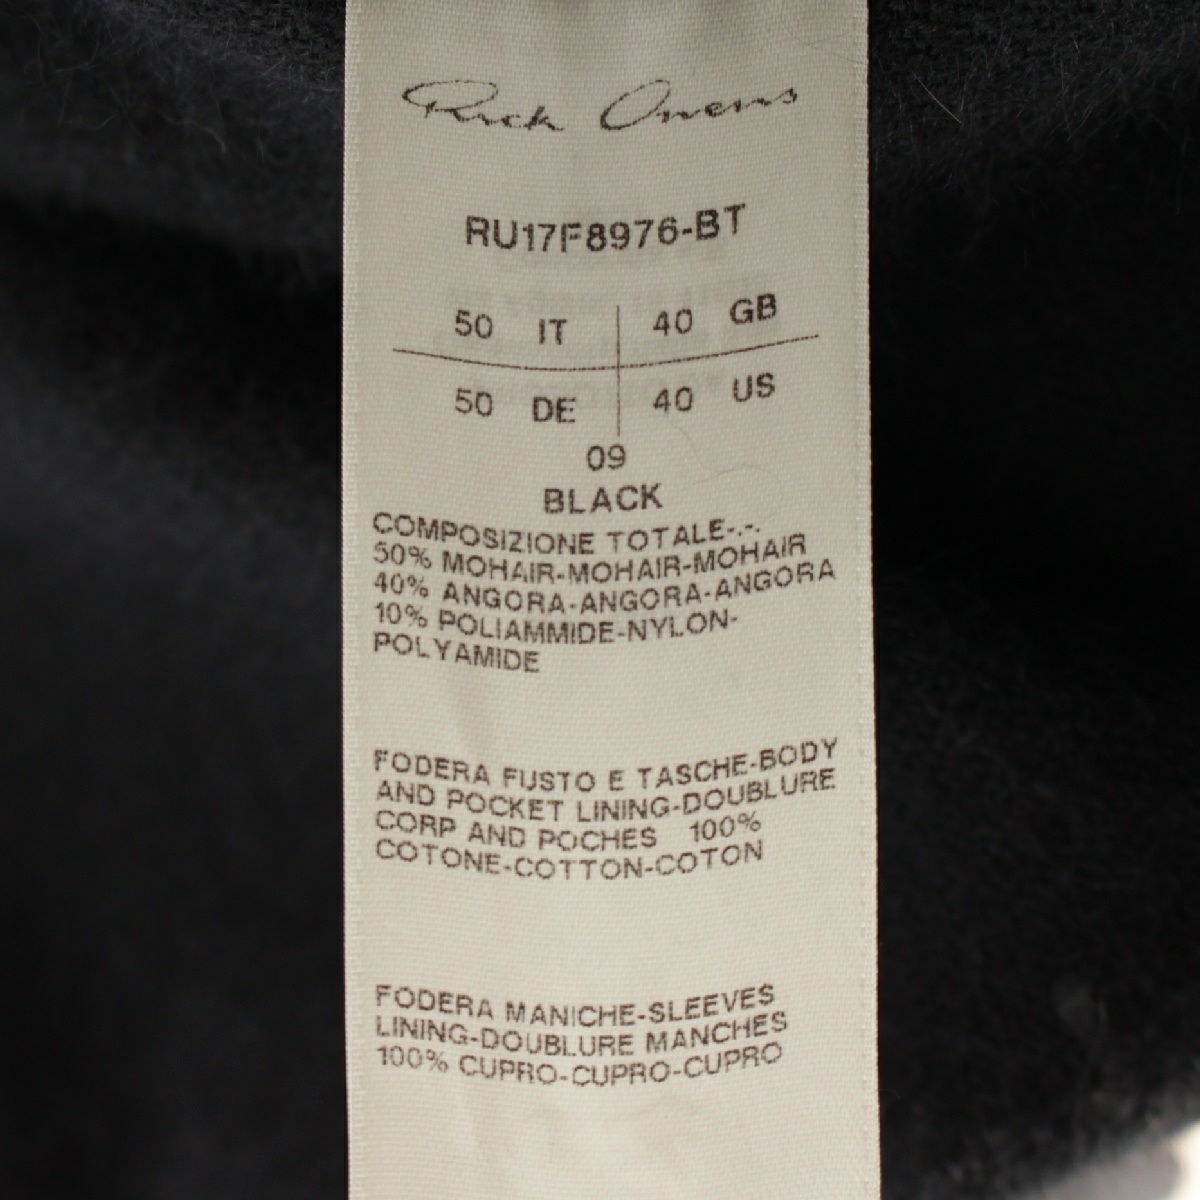 Rick Owens
RU17F8976-BT
50 IT 40 GB
50 DE 40 US
09
BLACK
COMPOSIZIONE TOTALE-.-.
50% MOHAIR-MOHAIR-MOHAIR
40% ANGORA-ANGORA-ANGORA
10% POLIAMMIDE-NYLON-
POLYAMIDE
FODERA FUSTO E TASCHE-BODY
AND POCKET LINING-DOUBLURE
CORP AND POCHES 100%
COTONE-COTTON-COTON
FODERA MANICHE-SLEEVES
LINING-DOUBLURE MANCHES
100% CUPRO-CUPRO-CUPRO